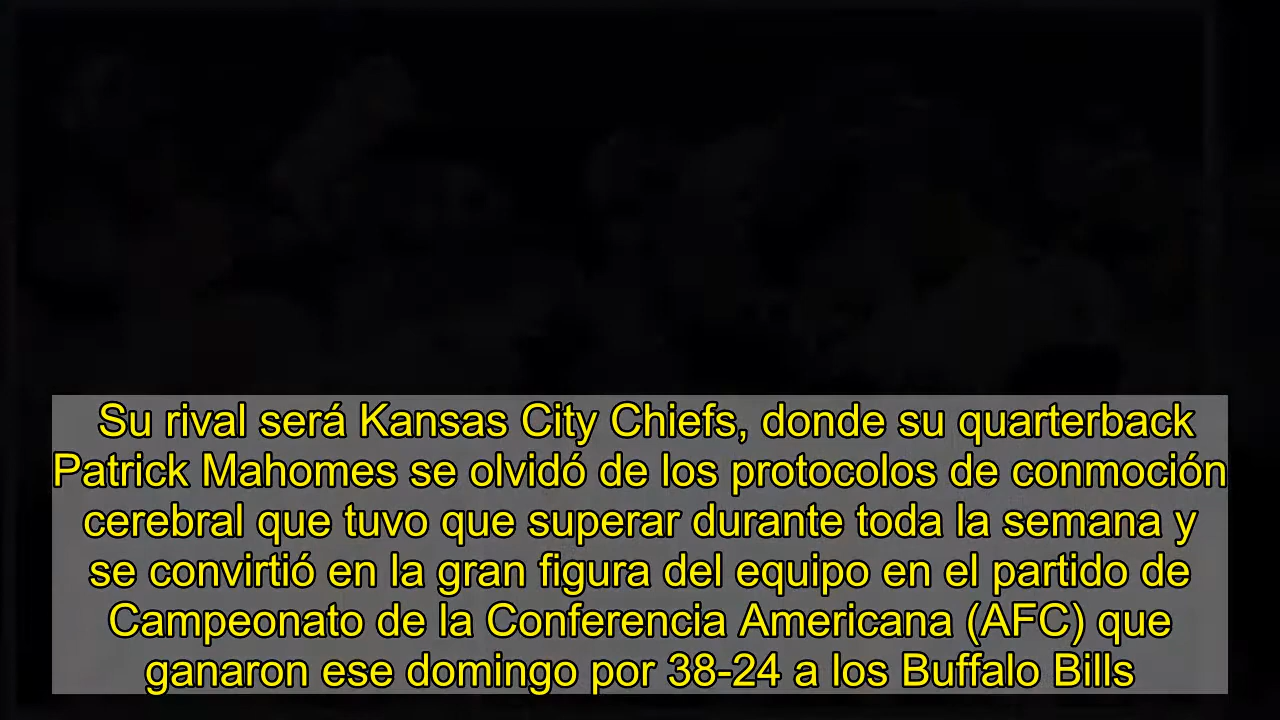 Su rival será Kansas City Chiefs, donde su quarterback
Patrick Mahomes se olvidó de los protocolos de conmoción
cerebral que tuvo que superar durante toda la semana y
se convirtió en la gran figura del equipo en el partido de
Campeonato de la Conferencia Americana (AFC) que
ganaron ese domingo por 38-24 a los Buffalo Bills